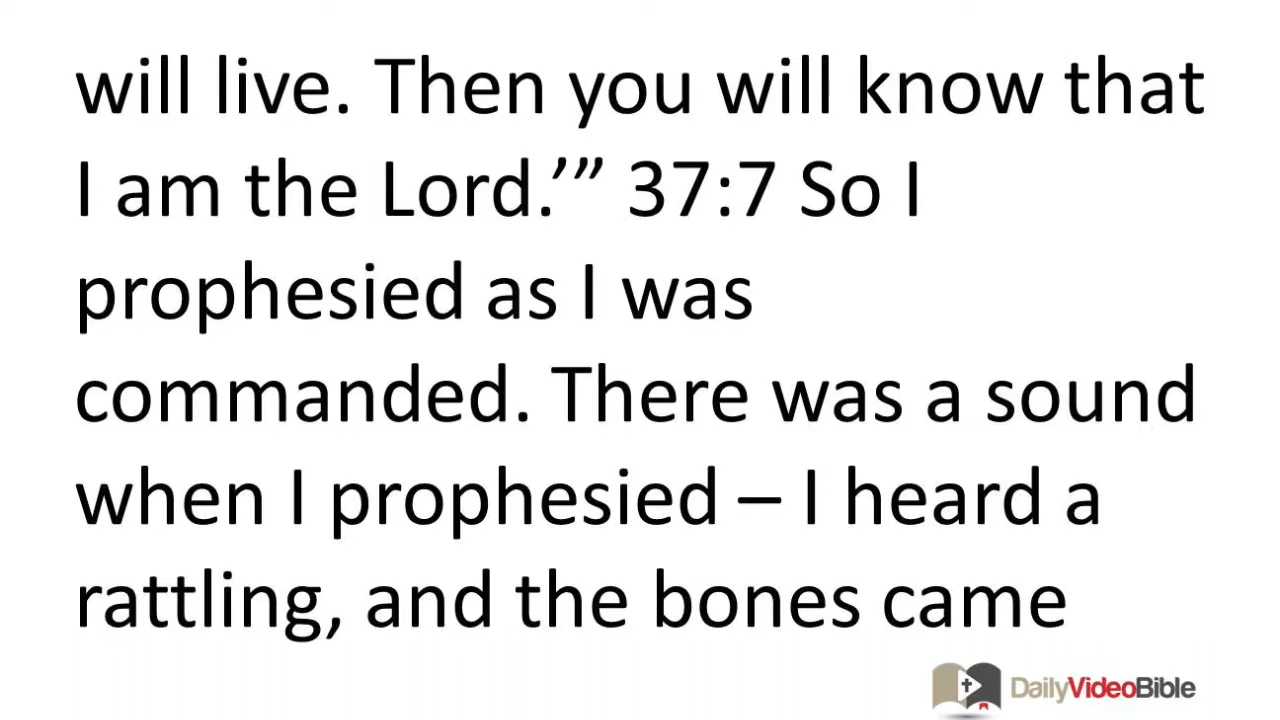 will live. Then you will know that
I am the Lord.’” 37:7 So I
prophesied as I was
commanded. There was a sound
when I prophesied – I heard a
rattling, and the bones came
DailyVideoBible